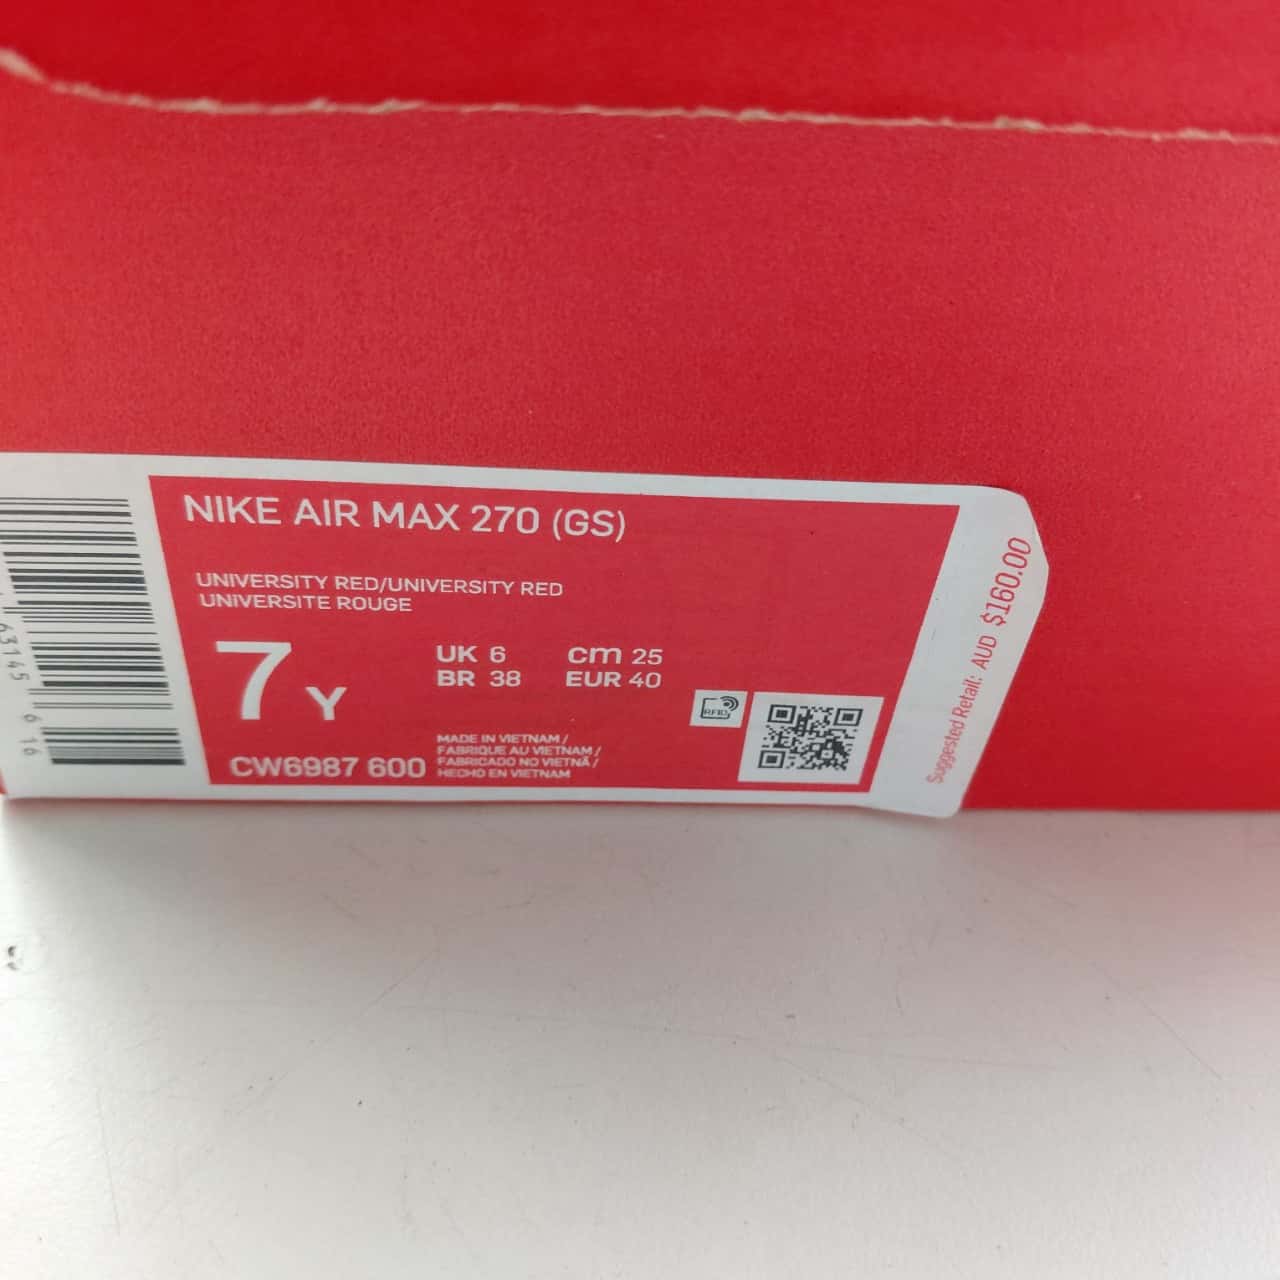 NIKE AIR MAX 270 (GS)
UNIVERSITY RED/UNIVERSITY RED
UNIVERSITE ROUGE
7 Y
UK 6 cm 25
BR 38 EUR 40
CW6987 600
MADE IN VIETNAM /
FABRIQUE AU VIETNAM /
FABRICADO NO VIETNÃ /
HECHO EN VIETNAM
RFID
Suggested Retail: AUD $160.00
63145
6 16